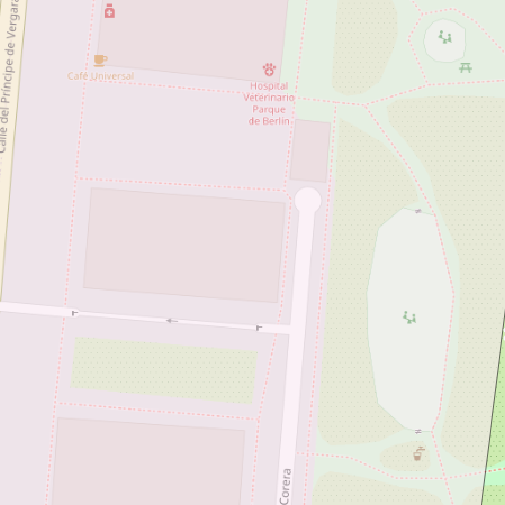 Calle del Príncipe de Vergara
Café Universal
Hospital
Veterinario
Parque
de Berlín
Corera